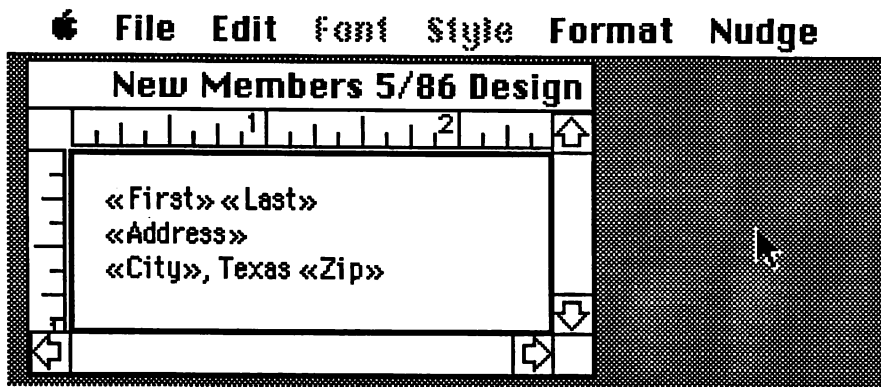 File Edit Font Style Format Nudge
New Members 5/86 Design
1 2
«First» «Last»
«Address»
«City», Texas «Zip»